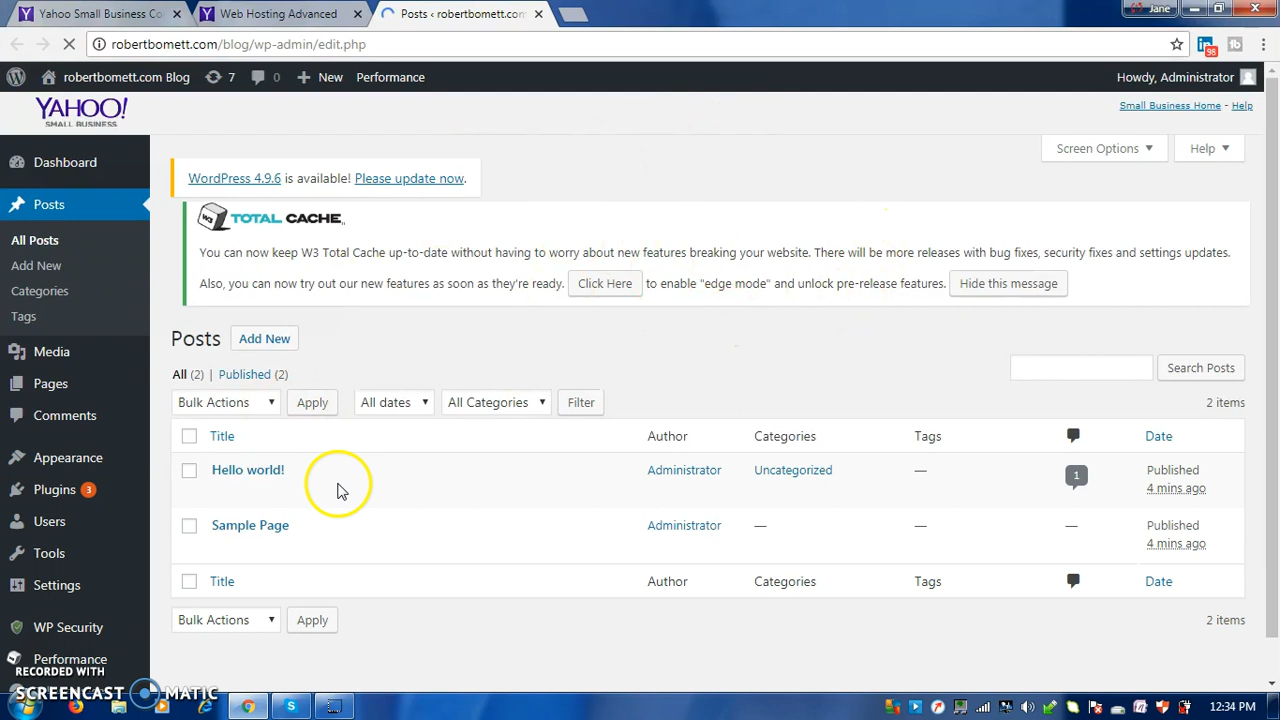 Yahoo Small Business Co
Web Hosting Advanced
Posts ‹ robertbomett.com
Jane
robertbomett.com/blog/wp-admin/edit.php
98
tb
robertbomett.com Blog 7 0 New Performance
Howdy, Administrator
YAHOO!
SMALL BUSINESS
Small Business Home - Help
Dashboard
Posts
All Posts
Add New
Categories
Tags
Media
Pages
Comments
Appearance
Plugins 3
Users
Tools
Settings
WP Security
Performance
Screen Options
Help
WordPress 4.9.6 is available! Please update now.
W3 TOTAL CACHE
You can now keep W3 Total Cache up-to-date without having to worry about new features breaking your website. There will be more releases with bug fixes, security fixes and settings updates.
Also, you can now try out our new features as soon as they're ready. Click Here to enable "edge mode" and unlock pre-release features. Hide this message
Posts Add New
All (2) | Published (2)
Search Posts
Bulk Actions Apply All dates All Categories Filter
2 items
Title Author Categories Tags Date
Hello world! Administrator Uncategorized — 1 Published
4 mins ago
Sample Page Administrator — — — Published
4 mins ago
Title Author Categories Tags Date
Bulk Actions Apply
2 items
RECORDED WITH
SCREENCAST MATIC
12:34 PM